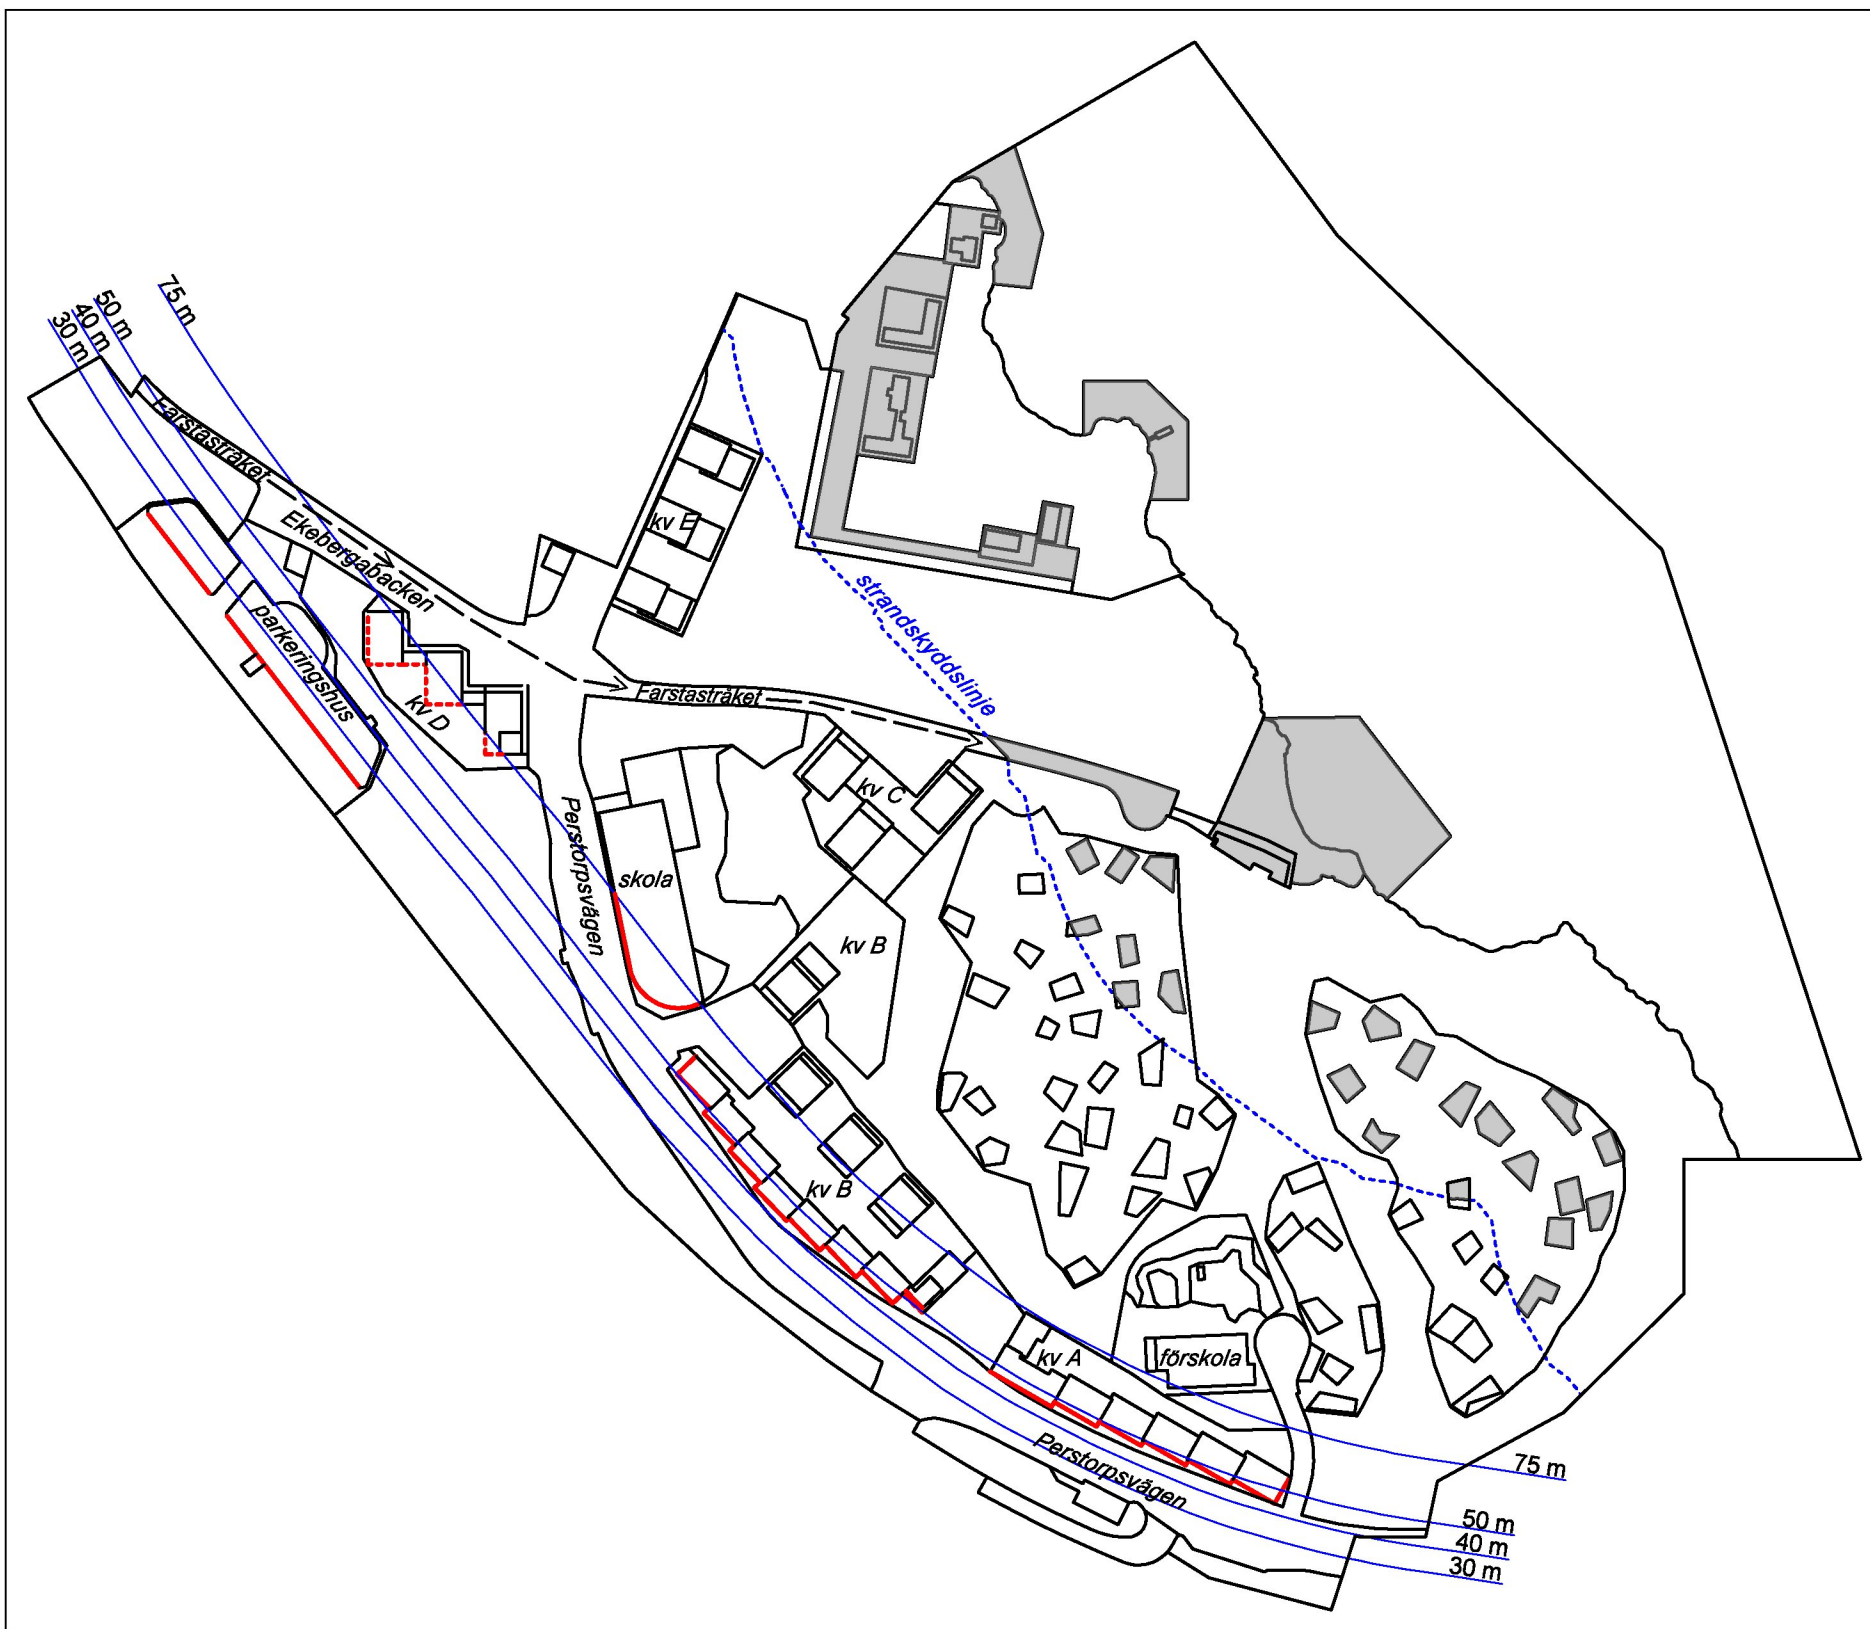 75 m
50 m
40 m
30 m
Farstastråket
Ekebergabacken
kv E
parkeringshus
strandskyddslinje
kv D
Farstastråket
Perstorpsvägen
kv C
skola
kv B
kv B
kv A
förskola
Perstorpsvägen
75 m
50 m
40 m
30 m